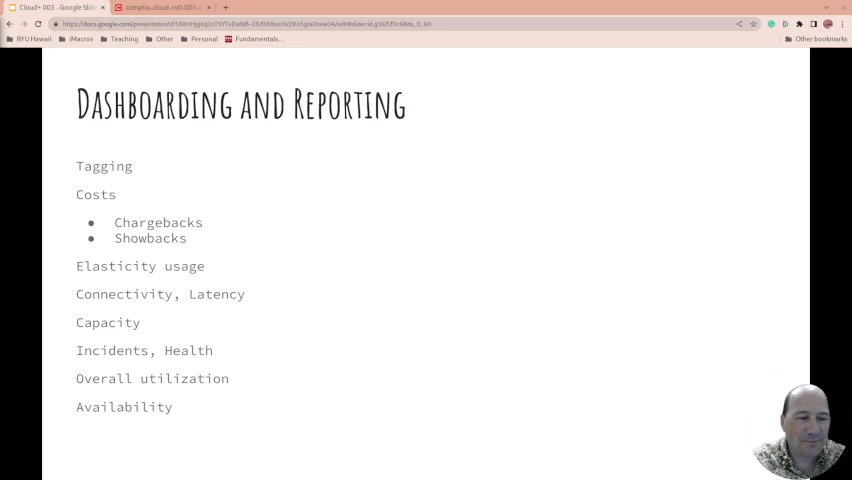 Cloud+ 003 - Google Slide
comptia-cloud-cv0-003-
BYU Hawaii
iMacros
Teaching
Other
Personal
Fundamentals...
Other bookmarks
Dashboarding and Reporting
Tagging
Costs
● Chargebacks
● Showbacks
Elasticity usage
Connectivity, Latency
Capacity
Incidents, Health
Overall utilization
Availability